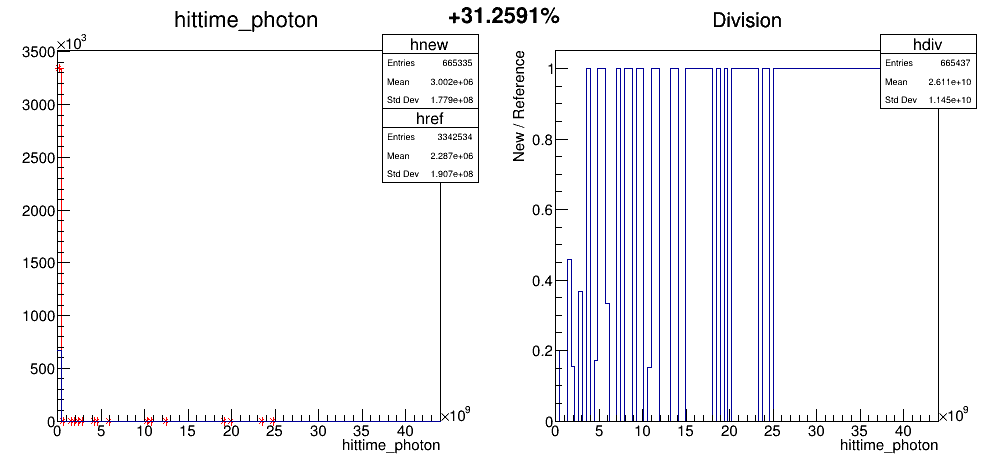 hittime_photon
+31.2591%
Division
×10³
hnew
Entries 665335
Mean 3.002e+06
Std Dev 1.779e+08
href
Entries 3342534
Mean 2.287e+06
Std Dev 1.907e+08
3500
3000
2500
2000
1500
1000
500
0
0 5 10 15 20 25 30 35 40 ×10⁹
hittime_photon
hdiv
Entries 665437
Mean 2.611e+10
Std Dev 1.145e+10
New / Reference
1
0.8
0.6
0.4
0.2
0
0 5 10 15 20 25 30 35 40 ×10⁹
hittime_photon